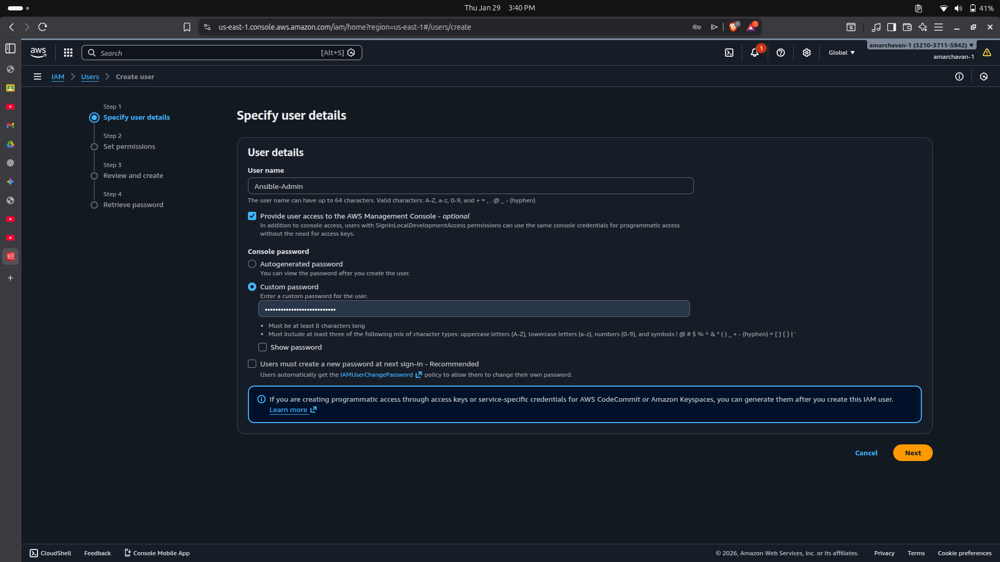 Thu Jan 29 3:40 PM
41%
us-east-1.console.aws.amazon.com/iam/home?region=us-east-1#/users/create
6
1
aws
Search
[Alt+S]
1
Global
amarchavan-1 (3210-3711-5942)
amarchavan-1
IAM
Users
Create user
Step 1
Specify user details
Step 2
Set permissions
Step 3
Review and create
Step 4
Retrieve password
Specify user details
User details
User name
Ansible-Admin
The user name can have up to 64 characters. Valid characters: A-Z, a-z, 0-9, and + = , . @ _ - (hyphen)
Provide user access to the AWS Management Console - optional
In addition to console access, users with SignInLocalDevelopmentAccess permissions can use the same console credentials for programmatic access
without the need for access keys.
Console password
Autogenerated password
You can view the password after you create the user.
Custom password
Enter a custom password for the user.
•••••••••••••••••••••••••••
• Must be at least 8 characters long
• Must include at least three of the following mix of character types: uppercase letters (A-Z), lowercase letters (a-z), numbers (0-9), and symbols ! @ # $ % ^ & * ( ) _ + - (hyphen) = [ ] { } | '
Show password
Users must create a new password at next sign-in - Recommended
Users automatically get the IAMUserChangePassword policy to allow them to change their own password.
If you are creating programmatic access through access keys or service-specific credentials for AWS CodeCommit or Amazon Keyspaces, you can generate them after you create this IAM user.
Learn more
Cancel
Next
CloudShell
Feedback
Console Mobile App
© 2026, Amazon Web Services, Inc. or its affiliates.
Privacy
Terms
Cookie preferences